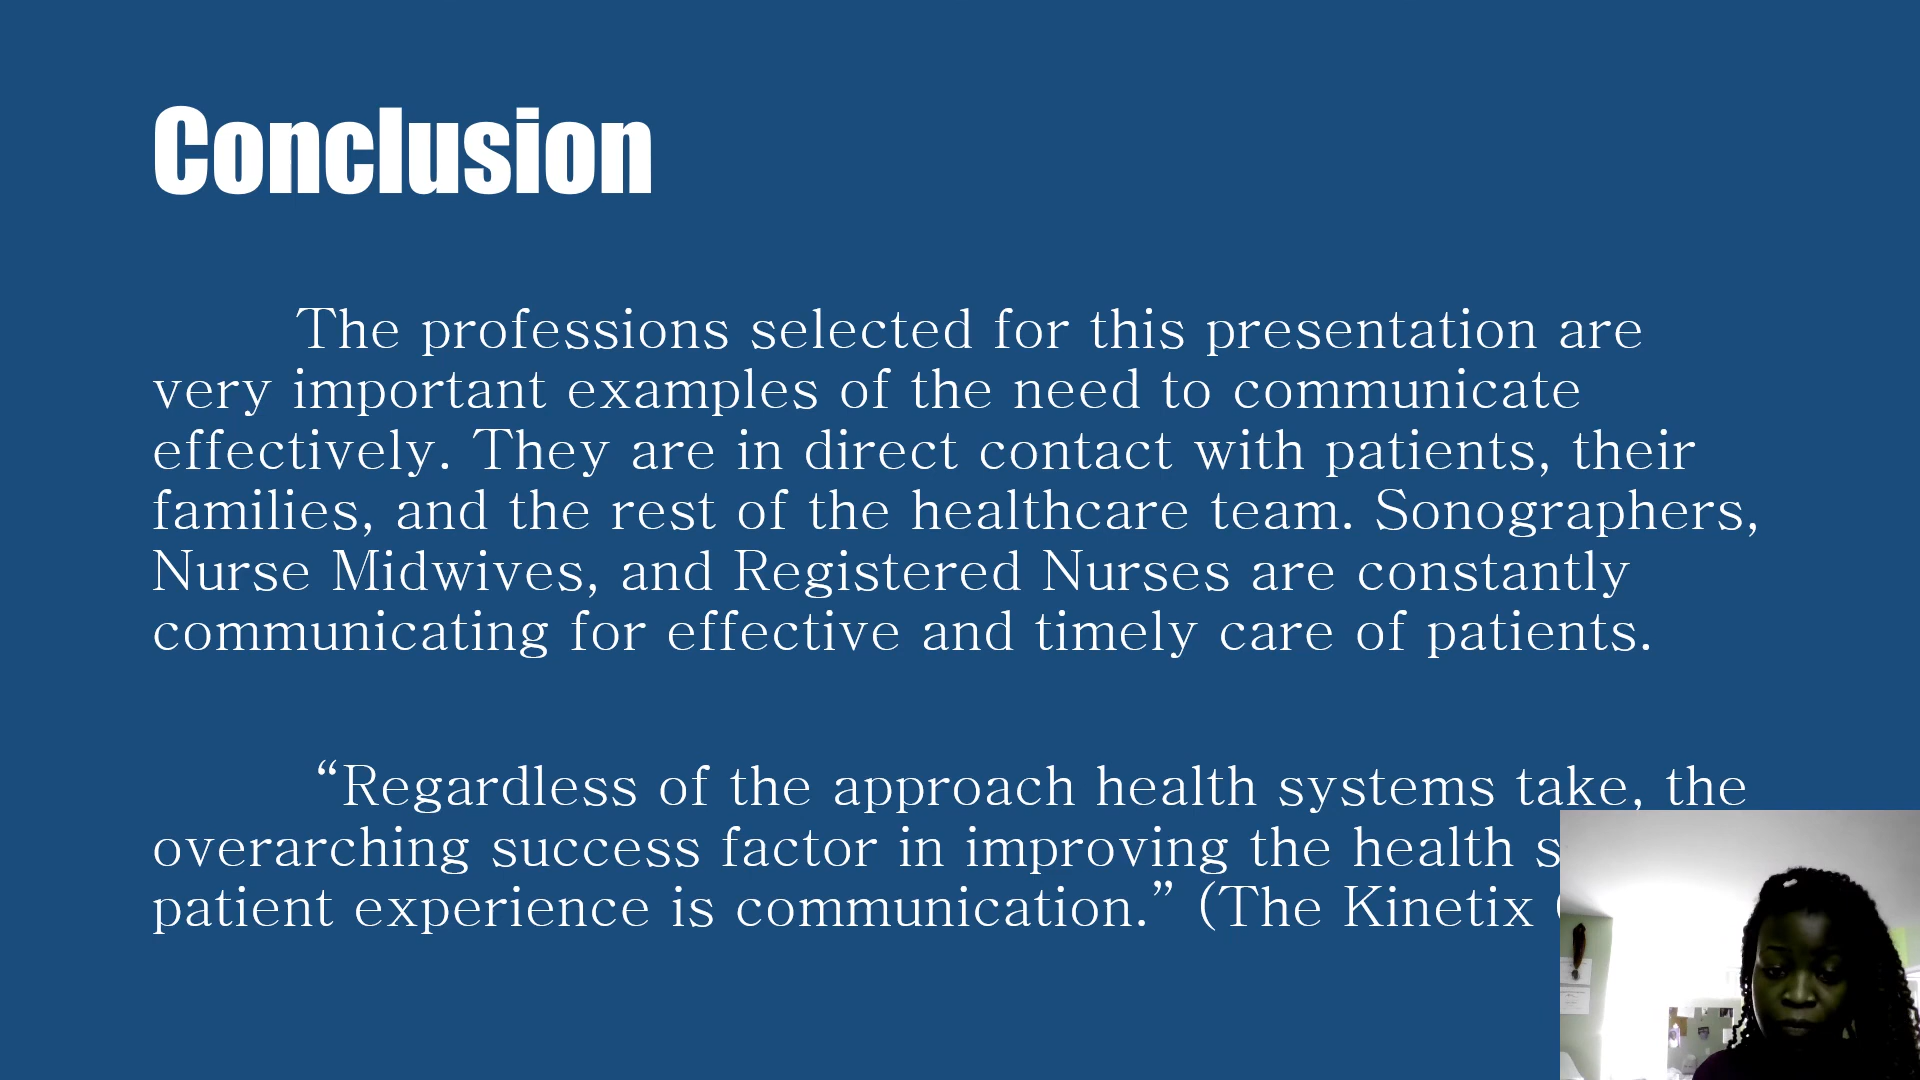 Conclusion
The professions selected for this presentation are
very important examples of the need to communicate
effectively. They are in direct contact with patients, their
families, and the rest of the healthcare team. Sonographers,
Nurse Midwives, and Registered Nurses are constantly
communicating for effective and timely care of patients.
“Regardless of the approach health systems take, the
overarching success factor in improving the health
patient experience is communication.” (The Kinetix